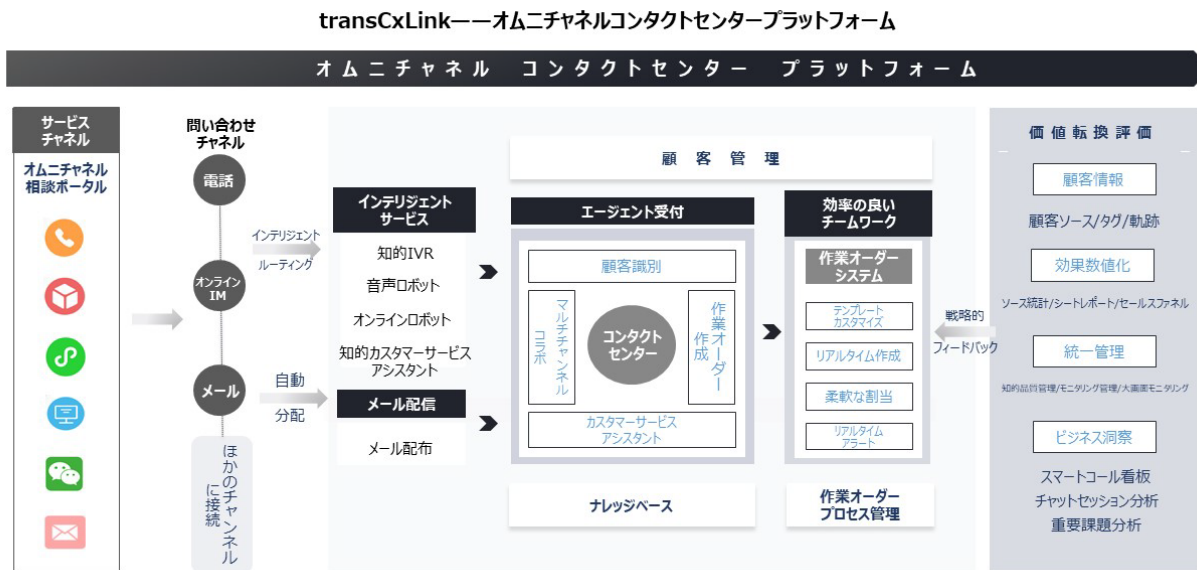 transCxLink——オムニチャネルコンタクトセンタープラットフォーム
オムニチャネル コンタクトセンター プラットフォーム
サービス
チャネル
オムニチャネル
相談ポータル
問い合わせ
チャネル
電話
オンライン
IM
メール
ほかのチャンネル
に接続
インテリジェント
ルーティング
自動
分配
インテリジェント
サービス
知的IVR
音声ロボット
オンラインロボット
知的カスタマーサービス
アシスタント
メール配信
メール配布
顧客管理
エージェント受付
顧客識別
マルチチャンネル
コラボ
コンタクト
センター
作業オーダー
作成
カスタマーサービス
アシスタント
ナレッジベース
効率の良い
チームワーク
作業オーダー
システム
テンプレート
カスタマイズ
リアルタイム作成
柔軟な割当
リアルタイム
アラート
作業オーダー
プロセス管理
戦略的
フィードバック
価値転換評価
顧客情報
顧客ソース/タグ/軌跡
効果数値化
ソース統計/シートレポート/セールスファネル
統一管理
知的品質管理/モニタリング管理/大画面モニタリング
ビジネス洞察
スマートコール看板
チャットセッション分析
重要課題分析